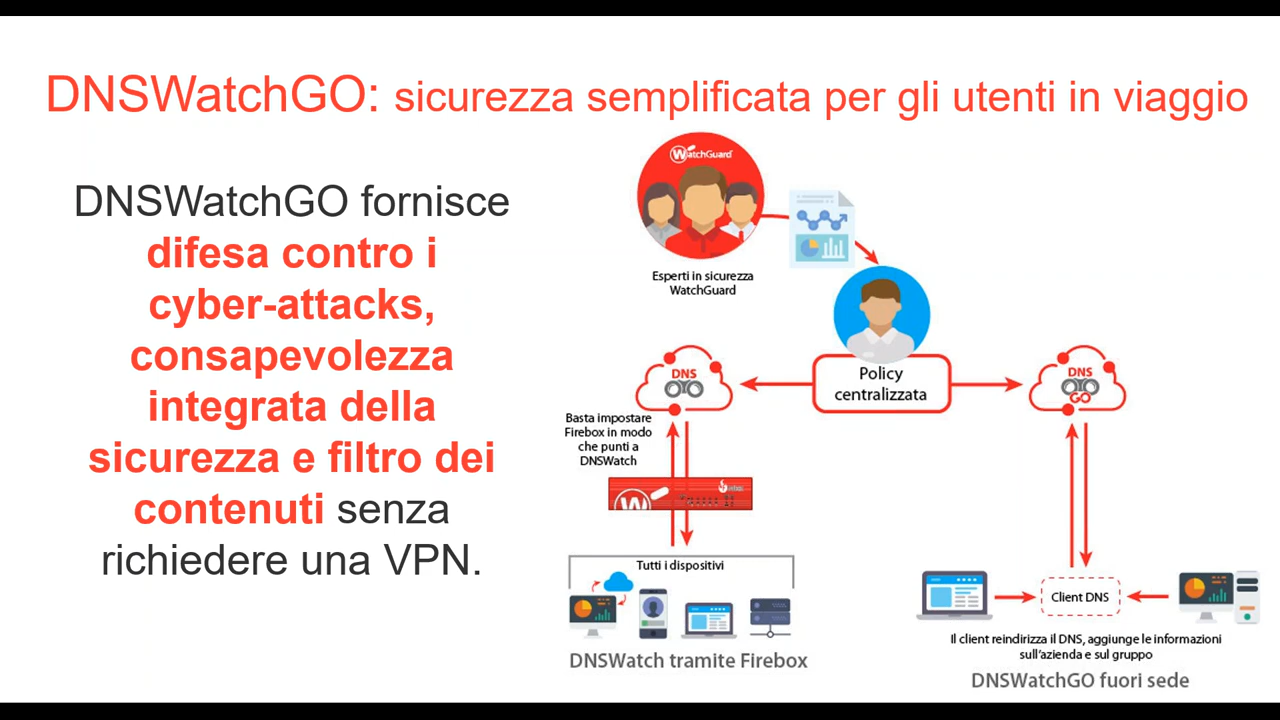 DNSWatchGO: sicurezza semplificata per gli utenti in viaggio
DNSWatchGO fornisce
difesa contro i
cyber-attacks,
consapevolezza
integrata della
sicurezza e filtro dei
contenuti senza
richiedere una VPN.
WatchGuard
Esperti in sicurezza
WatchGuard
Policy
centralizzata
DNS
Basta impostare
Firebox in modo
che punti a
DNSWatch
W
Tutti i dispositivi
DNSWatch tramite Firebox
DNS
GO
Client DNS
Il client reindirizza il DNS, aggiunge le informazioni
sull'azienda e sul gruppo
DNSWatchGO fuori sede